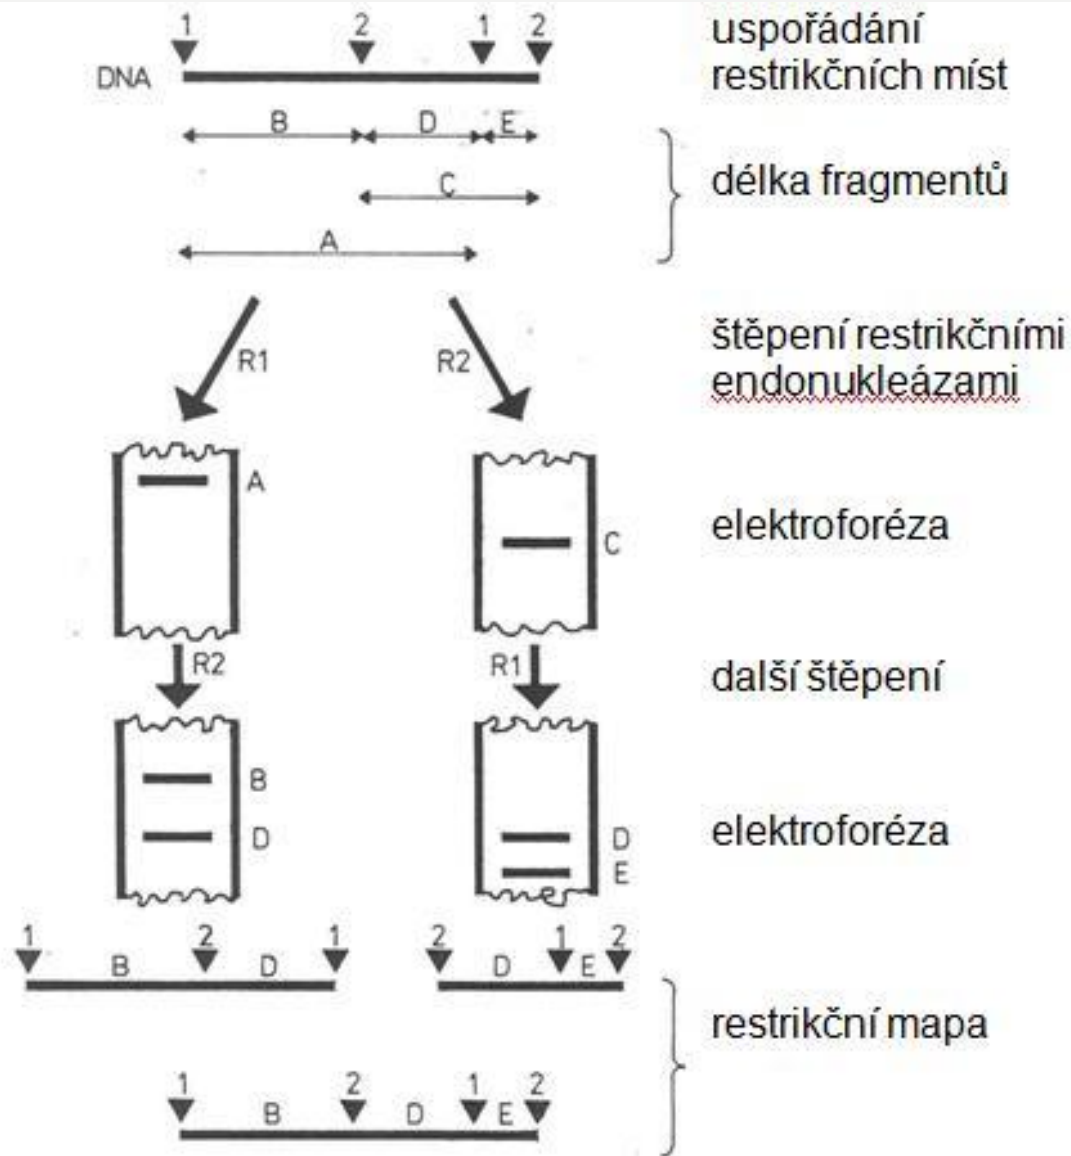 1 2 1 2
DNA
uspořádání
restrikčních míst
B D E
C
A
délka fragmentů
R1 R2
štěpení restrikčními
endonukleázami
A
C
elektroforéza
R2 R1
další štěpení
B
D
D
E
elektroforéza
1 2 1 2 1 2
B D D E
restrikční mapa
1 2 1 2
B D E